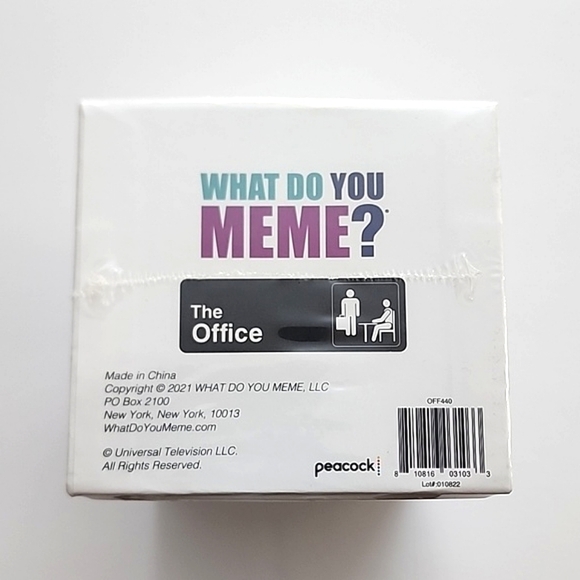 WHAT DO YOU
MEME?
The
Office
Made in China
Copyright © 2021 WHAT DO YOU MEME, LLC
PO Box 2100
New York, New York, 10013
WhatDoYouMeme.com
© Universal Television LLC.
All Rights Reserved.
peacock
OFF440
8 10816 03103 3
Lot#:010822